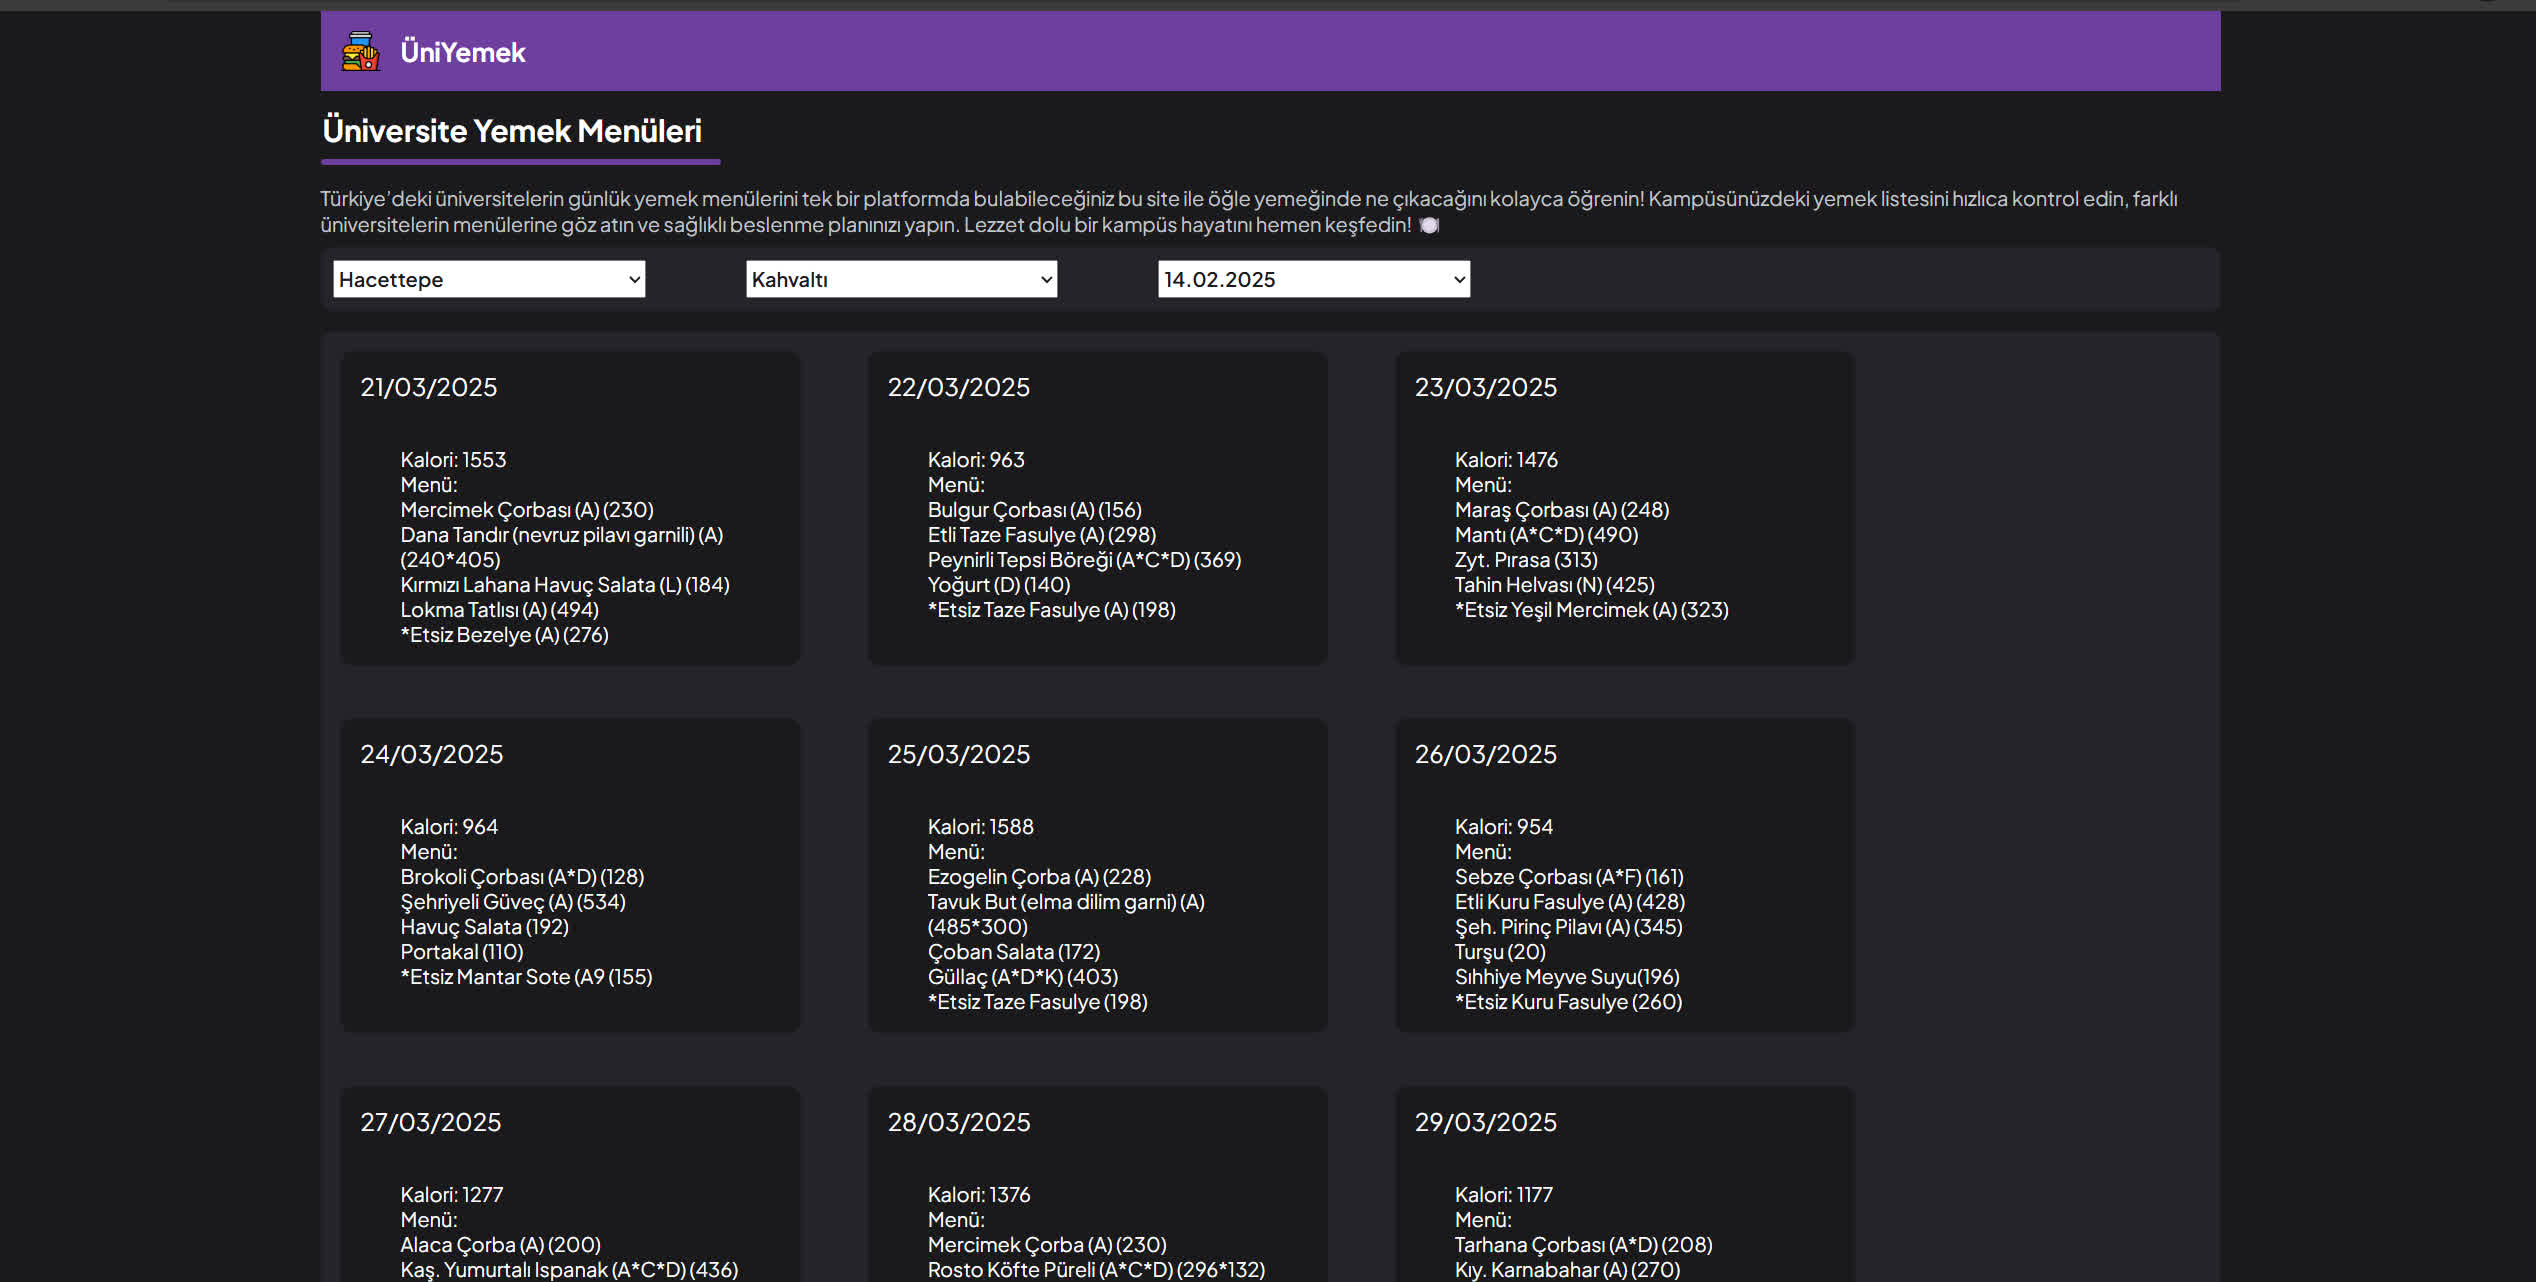 ÜniYemek
Üniversite Yemek Menüleri
Türkiye'deki üniversitelerin günlük yemek menülerini tek bir platformda bulabileceğiniz bu site ile öğle yemeğinde ne çıkacağını kolayca öğrenin! Kampüsünüzdeki yemek listesini hızlıca kontrol edin, farklı
üniversitelerin menülerine göz atın ve sağlıklı beslenme planınızı yapın. Lezzet dolu bir kampüs hayatını hemen keşfedin! 🍽️
Hacettepe
Kahvaltı
14.02.2025
21/03/2025
Kalori: 1553
Menü:
Mercimek Çorbası (A) (230)
Dana Tandır (nevruz pilavı garnili) (A)
(240*405)
Kırmızı Lahana Havuç Salata (L) (184)
Lokma Tatlısı (A) (494)
*Etsiz Bezelye (A) (276)
22/03/2025
Kalori: 963
Menü:
Bulgur Çorbası (A) (156)
Etli Taze Fasulye (A) (298)
Peynirli Tepsi Böreği (A*C*D) (369)
Yoğurt (D) (140)
*Etsiz Taze Fasulye (A) (198)
23/03/2025
Kalori: 1476
Menü:
Maraş Çorbası (A) (248)
Mantı (A*C*D) (490)
Zyt. Pırasa (313)
Tahin Helvası (N) (425)
*Etsiz Yeşil Mercimek (A) (323)
24/03/2025
Kalori: 964
Menü:
Brokoli Çorbası (A*D) (128)
Şehriyeli Güveç (A) (534)
Havuç Salata (192)
Portakal (110)
*Etsiz Mantar Sote (A9 (155)
25/03/2025
Kalori: 1588
Menü:
Ezogelin Çorba (A) (228)
Tavuk But (elma dilim garni) (A)
(485*300)
Çoban Salata (172)
Güllaç (A*D*K) (403)
*Etsiz Taze Fasulye (198)
26/03/2025
Kalori: 954
Menü:
Sebze Çorbası (A*F) (161)
Etli Kuru Fasulye (A) (428)
Şeh. Pirinç Pilavı (A) (345)
Turşu (20)
Sıhhiye Meyve Suyu(196)
*Etsiz Kuru Fasulye (260)
27/03/2025
Kalori: 1277
Menü:
Alaca Çorba (A) (200)
Kaş. Yumurtalı Ispanak (A*C*D) (436)
28/03/2025
Kalori: 1376
Menü:
Mercimek Çorba (A) (230)
Rosto Köfte Püreli (A*C*D) (296*132)
29/03/2025
Kalori: 1177
Menü:
Tarhana Çorbası (A*D) (208)
Kıy. Karnabahar (A) (270)